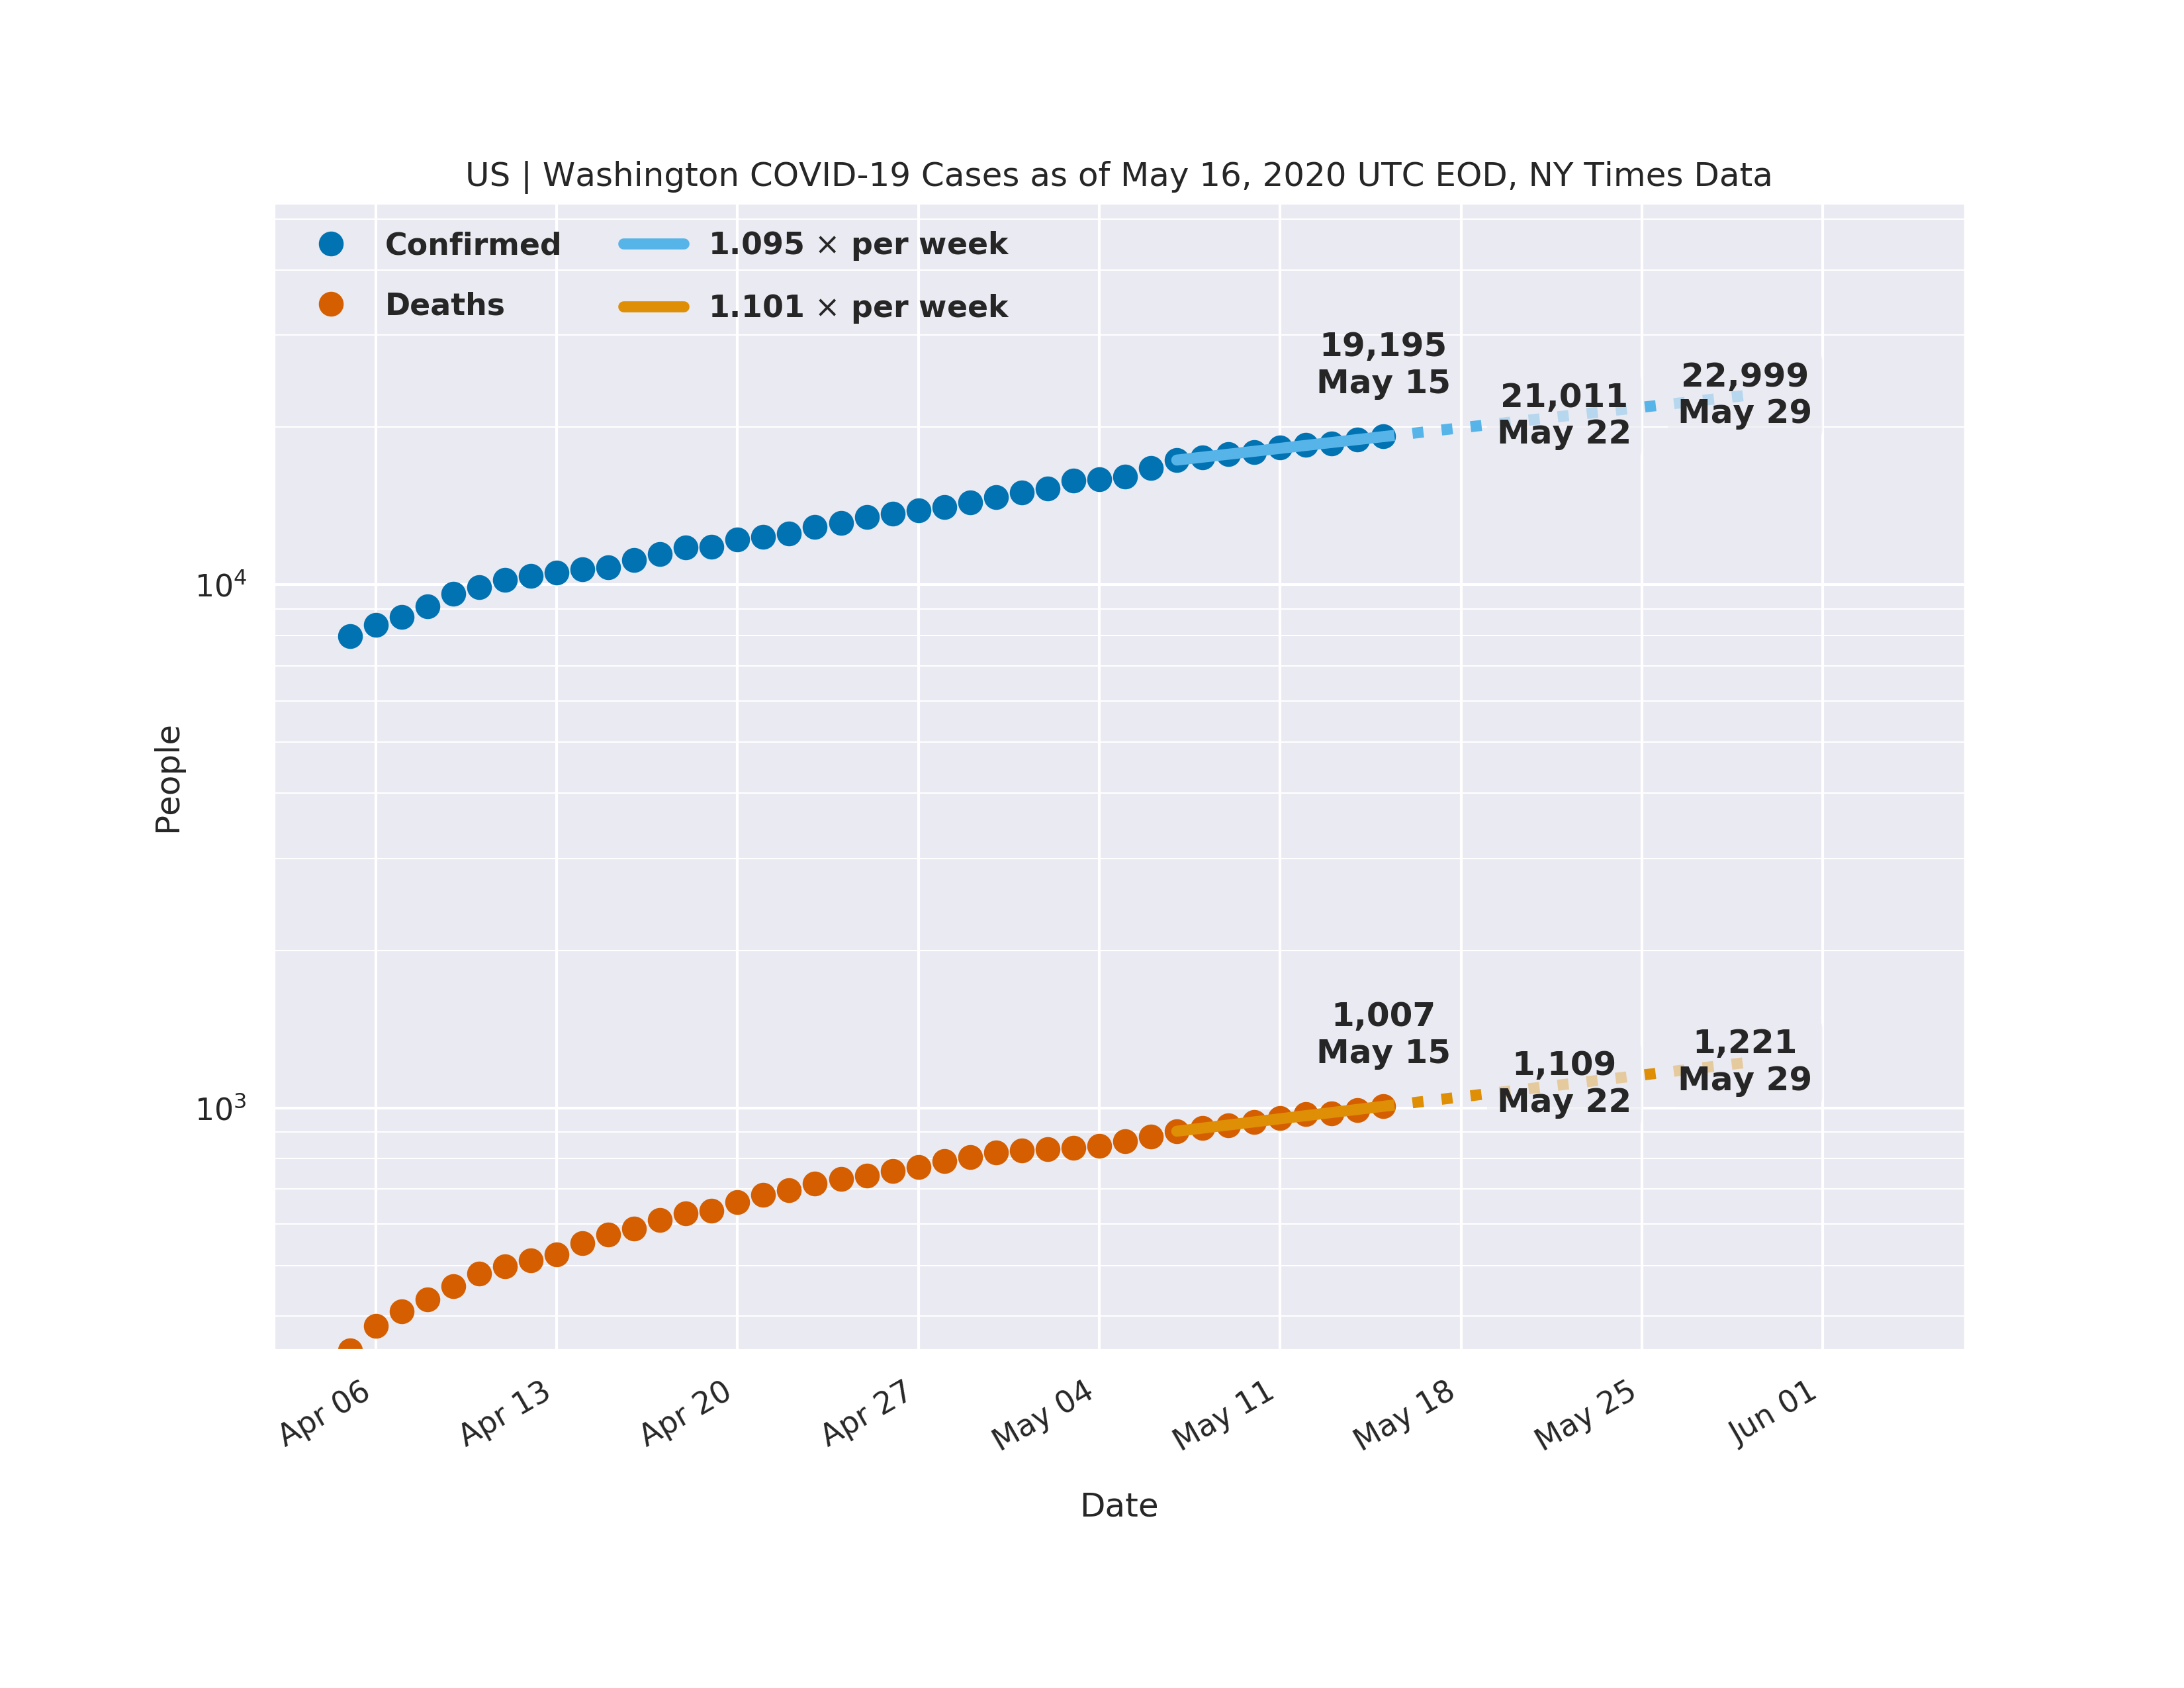 US | Washington COVID-19 Cases as of May 16, 2020 UTC EOD, NY Times Data
Confirmed
Deaths
1.095 × per week
1.101 × per week
19,195
May 15
21,011
May 22
22,999
May 29
10⁴
People
1,007
May 15
1,109
May 22
1,221
May 29
10³
Apr 06
Apr 13
Apr 20
Apr 27
May 04
May 11
May 18
May 25
Jun 01
Date